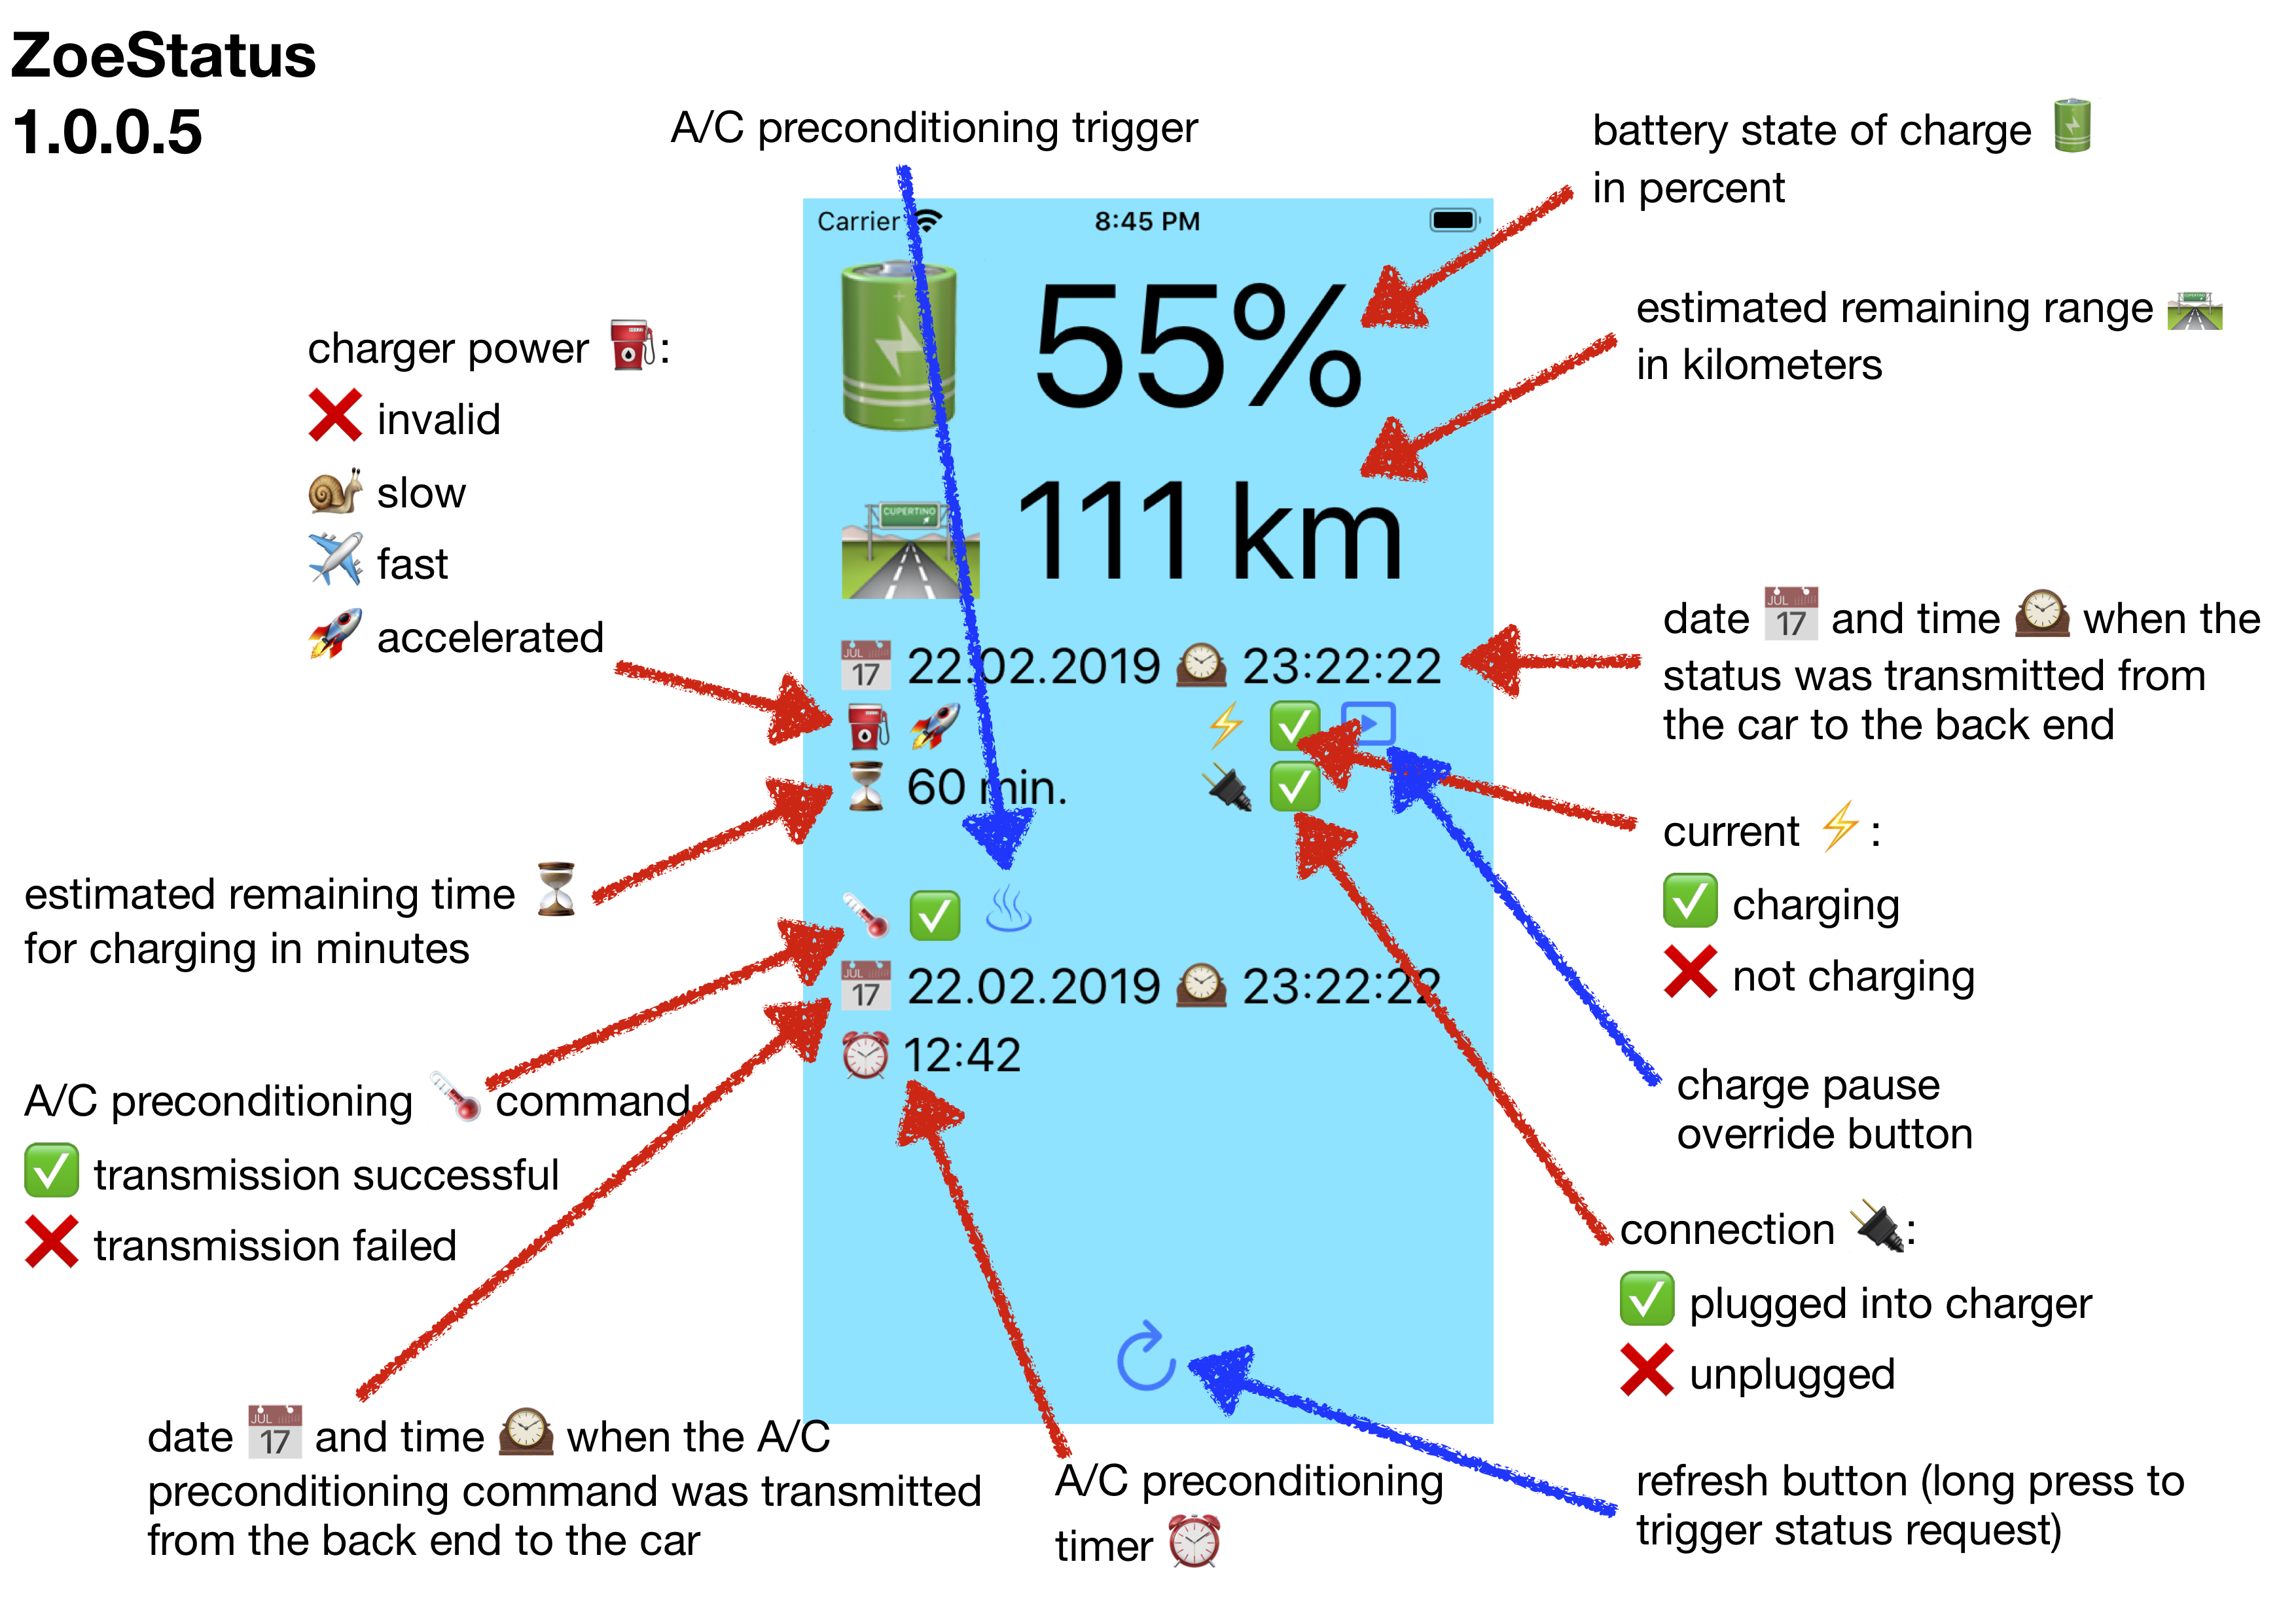 ZoeStatus
1.0.0.5
A/C preconditioning trigger
battery state of charge
in percent
estimated remaining range
in kilometers
charger power :
invalid
slow
fast
accelerated
Carrier 8:45 PM
55%
CUPERTINO
111 km
JUL 17 22.02.2019 23:22:22
60 min.
JUL 17 22.02.2019 23:22:22
12:42
date JUL 17 and time when the
status was transmitted from
the car to the back end
current :
charging
not charging
charge pause
override button
connection :
plugged into charger
unplugged
refresh button (long press to
trigger status request)
estimated remaining time
for charging in minutes
A/C preconditioning command
transmission successful
transmission failed
date JUL 17 and time when the A/C
preconditioning command was transmitted
from the back end to the car
A/C preconditioning
timer